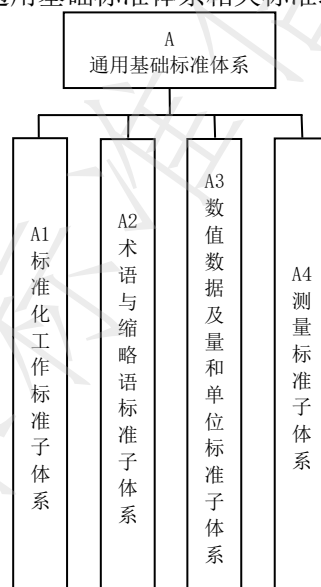 通用基础标准体系相关标准
A
通用基础标准体系
A1
标准化工作标准子体系
A2
术语与缩略语标准子体系
A3
数值数据及量和单位标准子体系
A4
测量标准子体系